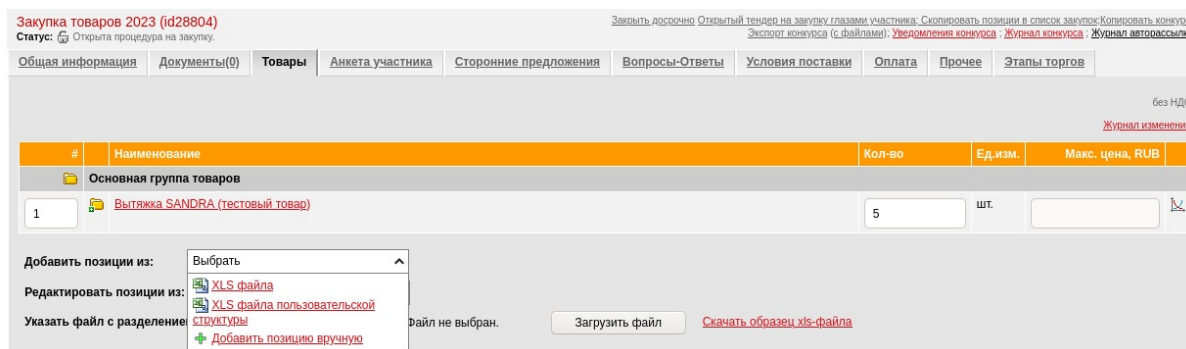 Закупка товаров 2023 (id28804)
Закрыть досрочно Открытый тендер на закупку глазами участника; Скопировать позиции в список закупок;Копировать конкур
Статус: Открыта процедура на закупку.
Экспорт конкурса (с файлами); Уведомления конкурса ; Журнал конкурса ; Журнал авторассылк
Общая информация Документы(0) Товары Анкета участника Сторонние предложения Вопросы-Ответы Условия поставки Оплата Прочее Этапы торгов
без НДС
Журнал изменени
# Наименование Кол-во Ед.изм. Макс. цена, RUB
Основная группа товаров
1 Вытяжка SANDRA (тестовый товар) 5 шт.
Добавить позиции из: Выбрать
XLS файла
Редактировать позиции из:
XLS файла пользовательской
структуры
Указать файл с разделение Файл не выбран. Загрузить файл Скачать образец xls-файла
Добавить позицию вручную